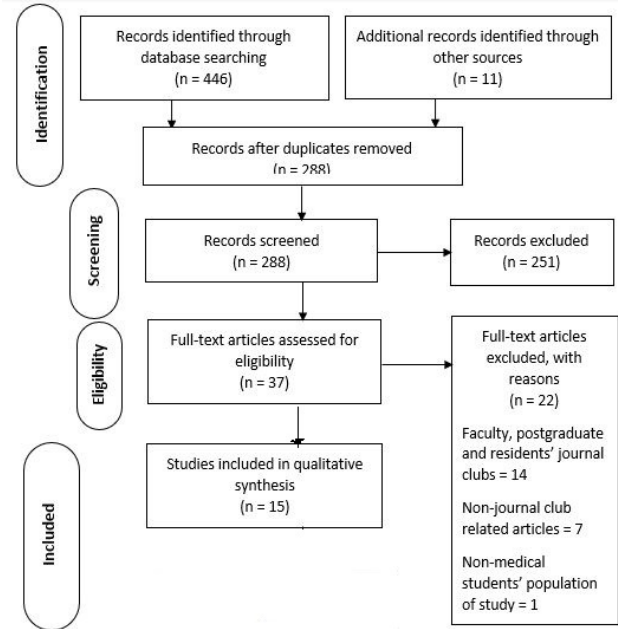 Identification
Records identified through
database searching
(n = 446)
Additional records identified through
other sources
(n = 11)
Records after duplicates removed
(n = 288)
Screening
Records screened
(n = 288)
Records excluded
(n = 251)
Eligibility
Full-text articles assessed for
eligibility
(n = 37)
Full-text articles
excluded, with
reasons
(n = 22)
Faculty, postgraduate
and residents’ journal
clubs = 14
Non-journal club
related articles = 7
Non-medical
students’ population
of study = 1
Included
Studies included in qualitative
synthesis
(n = 15)